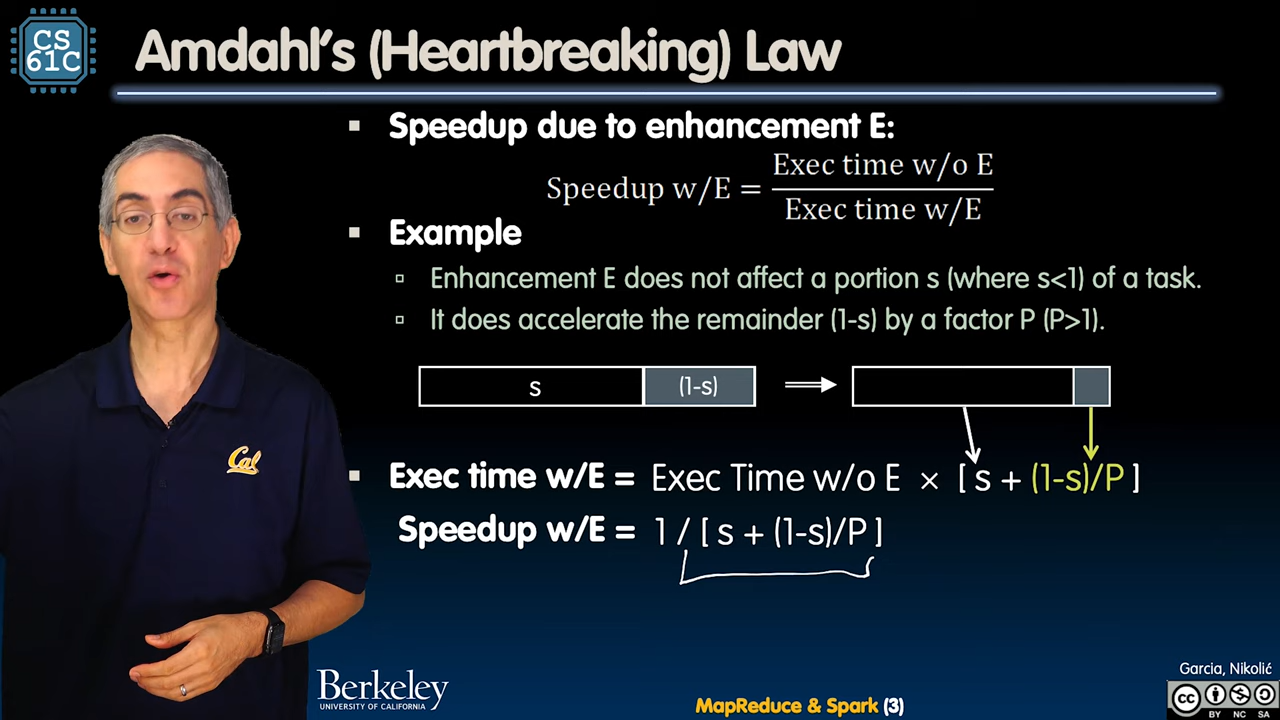 CS
61C
Amdahl's (Heartbreaking) Law
Speedup due to enhancement E:
Speedup w/E = Exec time w/o E
Exec time w/E
Example
Enhancement E does not affect a portion s (where s<1) of a task.
It does accelerate the remainder (1-s) by a factor P (P>1).
s (1-s)
Exec time w/E = Exec Time w/o E × [ s + (1-s)/P ]
Speedup w/E = 1 / [ s + (1-s)/P ]
Cal
Berkeley
UNIVERSITY OF CALIFORNIA
MapReduce & Spark (3)
Garcia, Nikolić
cc
BY NC SA